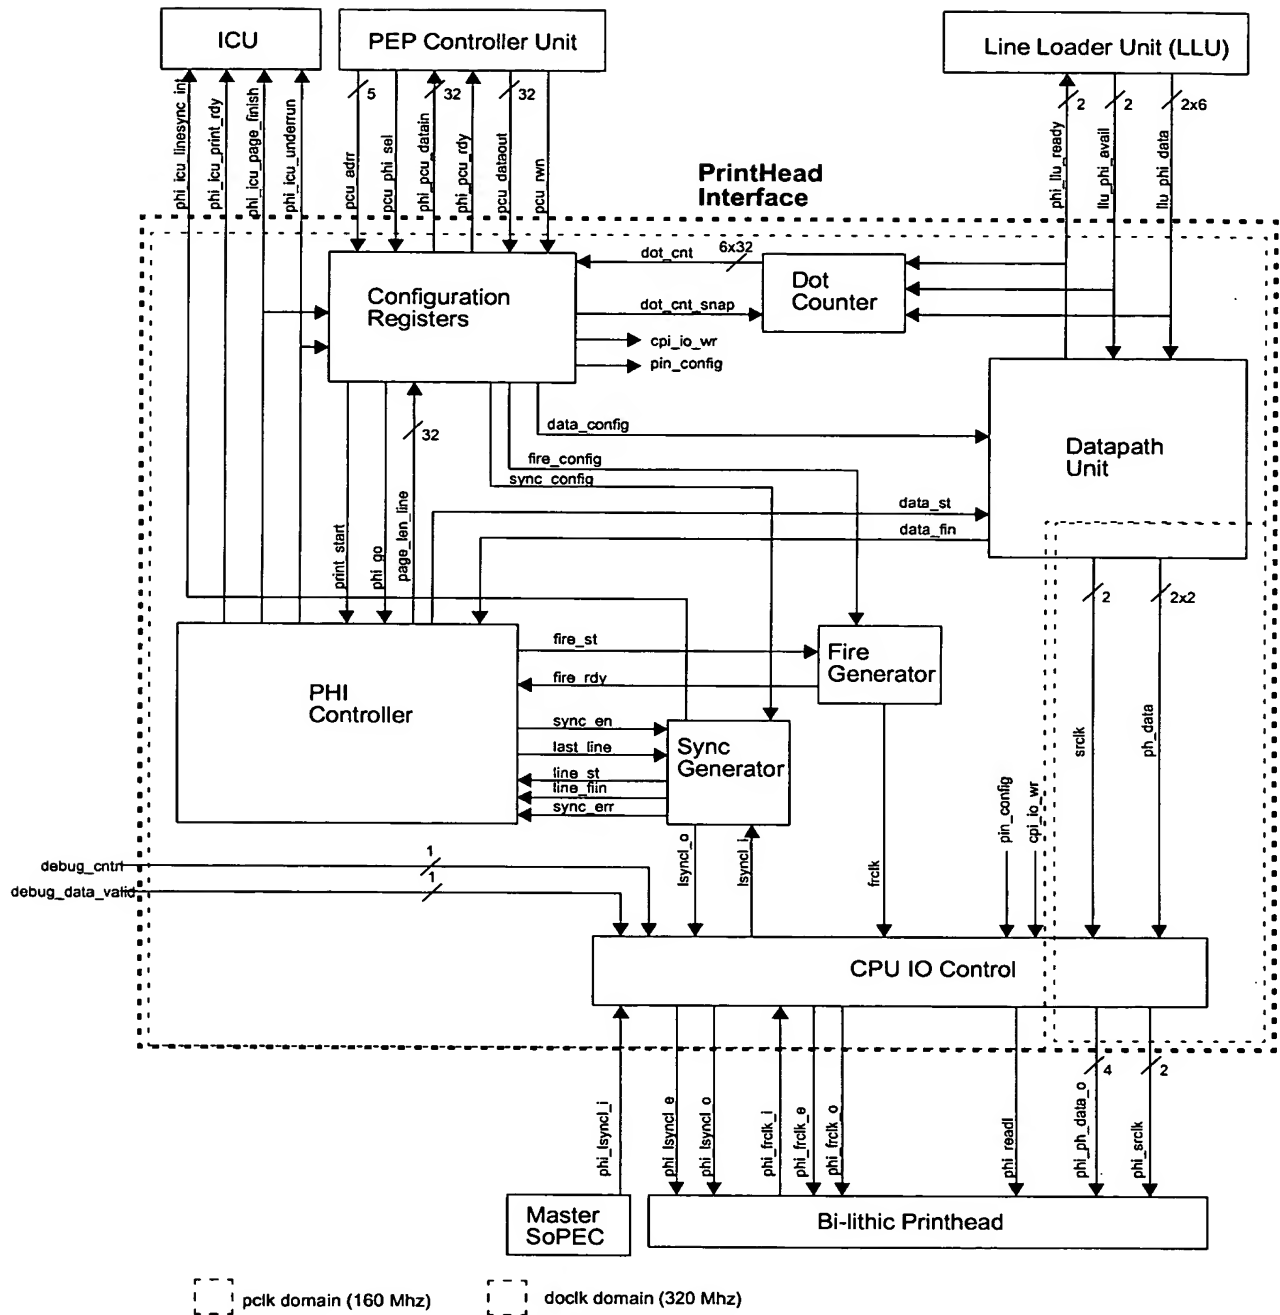 ICU
PEP Controller Unit
Line Loader Unit (LLU)
phi_icu_linesync_int
phi_icu_print_rdy
phi_icu_page_finish
phi_icu_underrun
5
32
32
pcu_adrr
pcu_phi_sel
phi_pcu_datain
phi_pcu_rdy
pcu_dataout
pcu_rwn
2
2
2x6
phi_llu_ready
llu_phi_avail
llu_phi_data
PrintHead
Interface
Configuration
Registers
dot_cnt
6x32
dot_cnt_snap
Dot
Counter
cpi_io_wr
pin_config
32
data_config
fire_config
sync_config
Datapath
Unit
data_st
data_fin
print_start
phi_go
page_len_line
2
2x2
PHI
Controller
fire_st
fire_rdy
Fire
Generator
sync_en
last_line
line_st
line_fiin
sync_err
Sync
Generator
srclk
ph_data
pin_config
cpi_io_wr
lsyncl_o
lsyncl_i
frclk
debug_cntrl
1
debug_data_valid
1
CPU IO Control
4
2
phi_lsyncl_i
phi_lsyncl_e
phi_lsyncl_o
phi_frclk_i
phi_frclk_e
phi_frclk_o
phi_readl
phi_ph_data_o
phi_srclk
Master
SoPEC
Bi-lithic Printhead
pclk domain (160 Mhz)
doclk domain (320 Mhz)